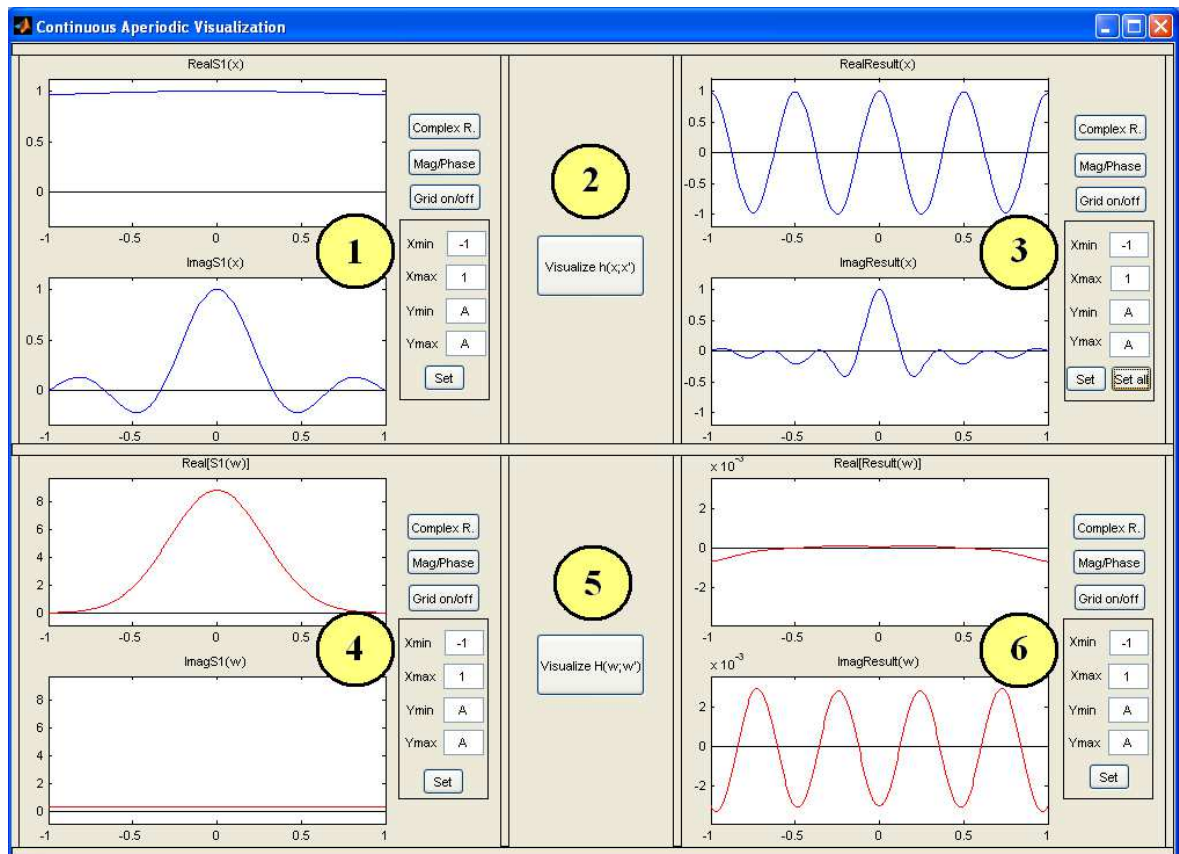 Continuous Aperiodic Visualization
RealS1(x)
1
0.5
0
-1 -0.5 0 0.5
ImagS1(x)
1
0.5
0
-1 -0.5 0 0.5 1
Complex R.
Mag/Phase
Grid on/off
Xmin -1
Xmax 1
Ymin A
Ymax A
Set
1
2
Visualize h(x;x')
RealResult(x)
1
0.5
0
-0.5
-1
-1 -0.5 0 0.5
ImagResult(x)
1
0.5
0
-0.5
-1
-1 -0.5 0 0.5 1
Complex R.
Mag/Phase
Grid on/off
Xmin -1
Xmax 1
Ymin A
Ymax A
Set Set all
3
Real[S1(w)]
8
6
4
2
0
-1 -0.5 0 0.5
ImagS1(w)
8
6
4
2
0
-1 -0.5 0 0.5 1
Complex R.
Mag/Phase
Grid on/off
Xmin -1
Xmax 1
Ymin A
Ymax A
Set
4
5
Visualize H(w;w')
x 10^-3
Real[Result(w)]
2
0
-2
-1 -0.5 0 0.5
x 10^-3
ImagResult(w)
2
0
-2
-1 -0.5 0 0.5 1
Complex R.
Mag/Phase
Grid on/off
Xmin -1
Xmax 1
Ymin A
Ymax A
Set
6